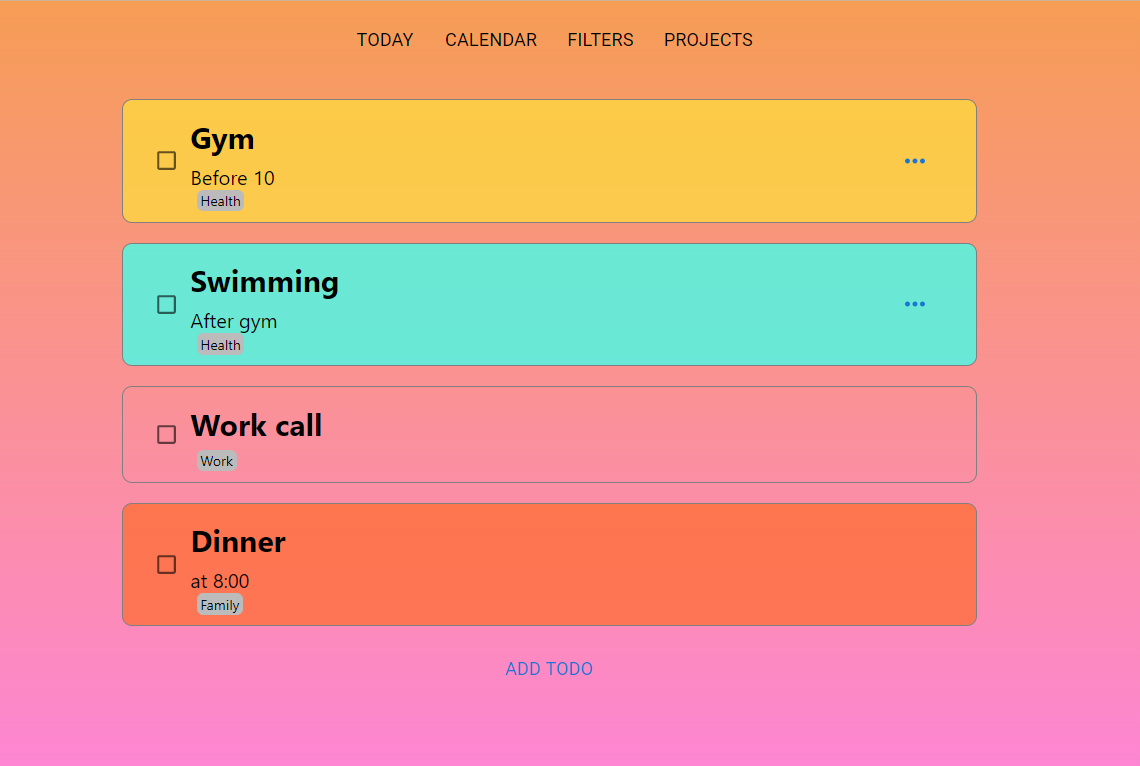 TODAY CALENDAR FILTERS PROJECTS
Gym
Before 10
Health
Swimming
After gym
Health
Work call
Work
Dinner
at 8:00
Family
ADD TODO